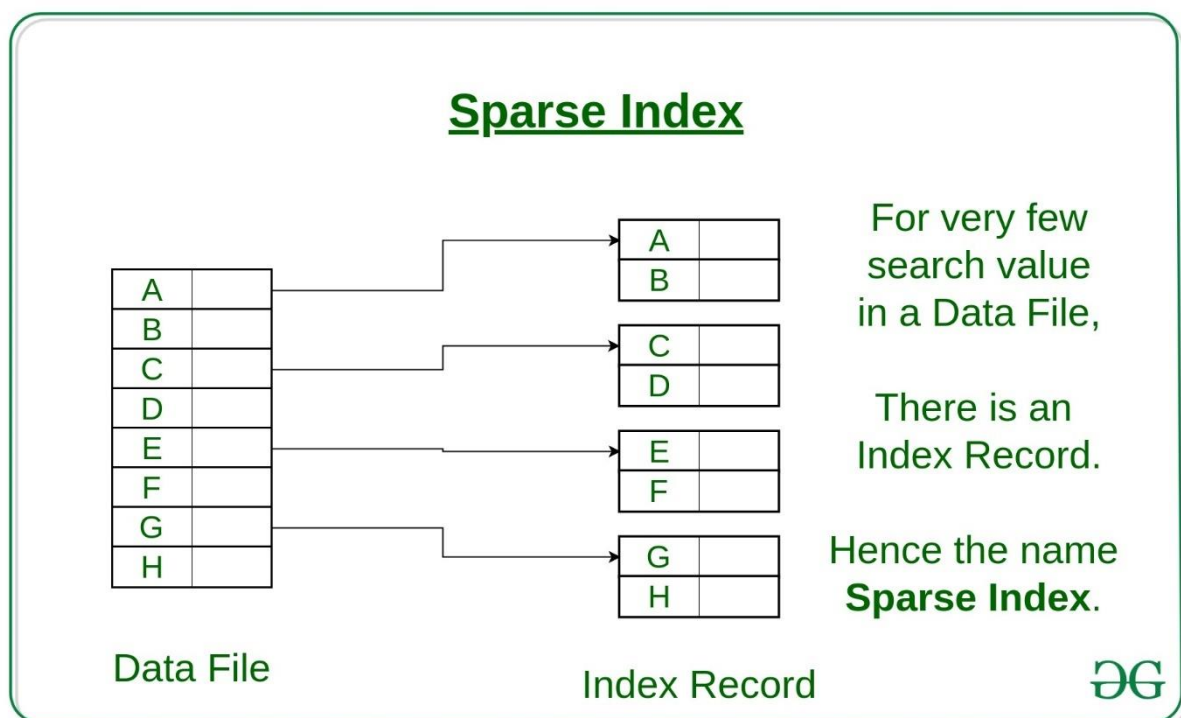 Sparse Index
A
B
C
D
E
F
G
H
Data File
A
B
C
D
E
F
G
H
Index Record
For very few
search value
in a Data File,
There is an
Index Record.
Hence the name
Sparse Index.